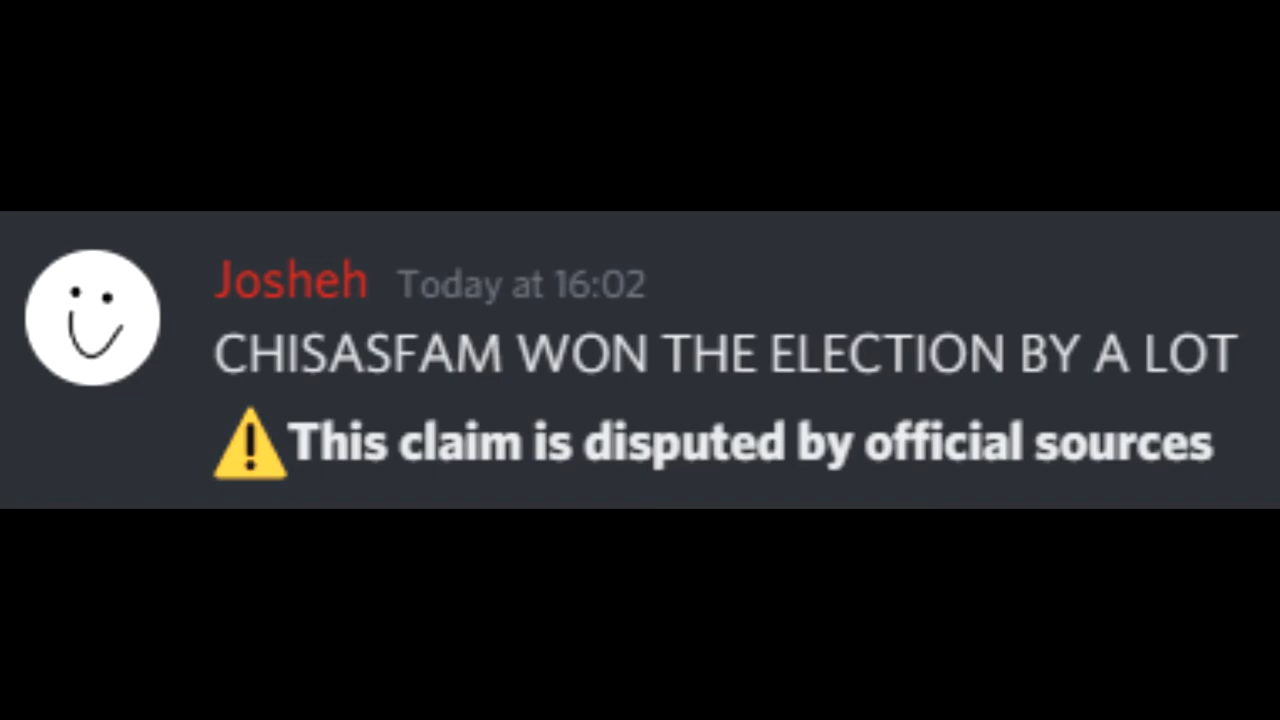 Josheh Today at 16:02
CHISASFAM WON THE ELECTION BY A LOT
⚠️This claim is disputed by official sources